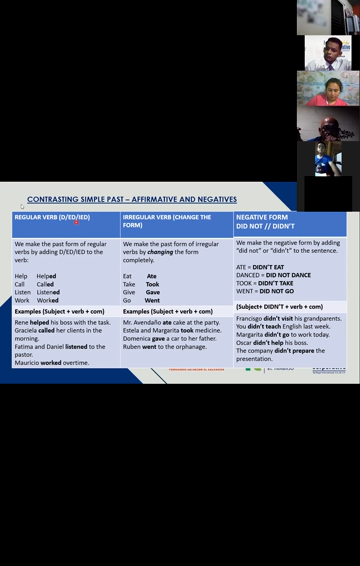 CONTRASTING SIMPLE PAST – AFFIRMATIVE AND NEGATIVES
REGULAR VERB (D/ED/IED)
We make the past form of regular
verbs by adding D/ED/IED to the
verb:
Help Helped
Call Called
Listen Listened
Work Worked
Examples (Subject + verb + com)
Rene helped his boss with the task.
Graciela called her clients in the
morning.
Fatima and Daniel listened to the
pastor.
Mauricio worked overtime.
IRREGULAR VERB (CHANGE THE
FORM)
We make the past form of irregular
verbs by changing the form
completely.
Eat Ate
Take Took
Give Gave
Go Went
Examples (Subject + verb + com)
Mr. Avendaño ate cake at the party.
Estela and Margarita took medicine.
Domenica gave a car to her father.
Ruben went to the orphanage.
NEGATIVE FORM
DID NOT // DIDN'T
We make the negative form by adding
"did not" or "didn't" to the sentence.
ATE = DIDN'T EAT
DANCED = DID NOT DANCE
TOOK = DIDN'T TAKE
WENT = DID NOT GO
(Subject+ DIDN'T + verb + com)
Francisco didn't visit his grandparents.
You didn't teach English last week.
Margarita didn't go to work today.
Oscar didn't help his boss.
The company didn't prepare the
presentation.